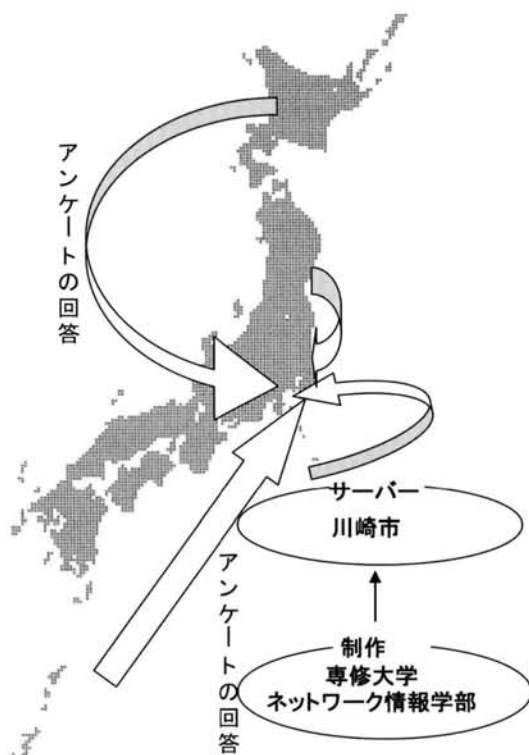 アンケートの回答
サーバー
川崎市
アンケートの回答
制作
専修大学
ネットワーク情報学部